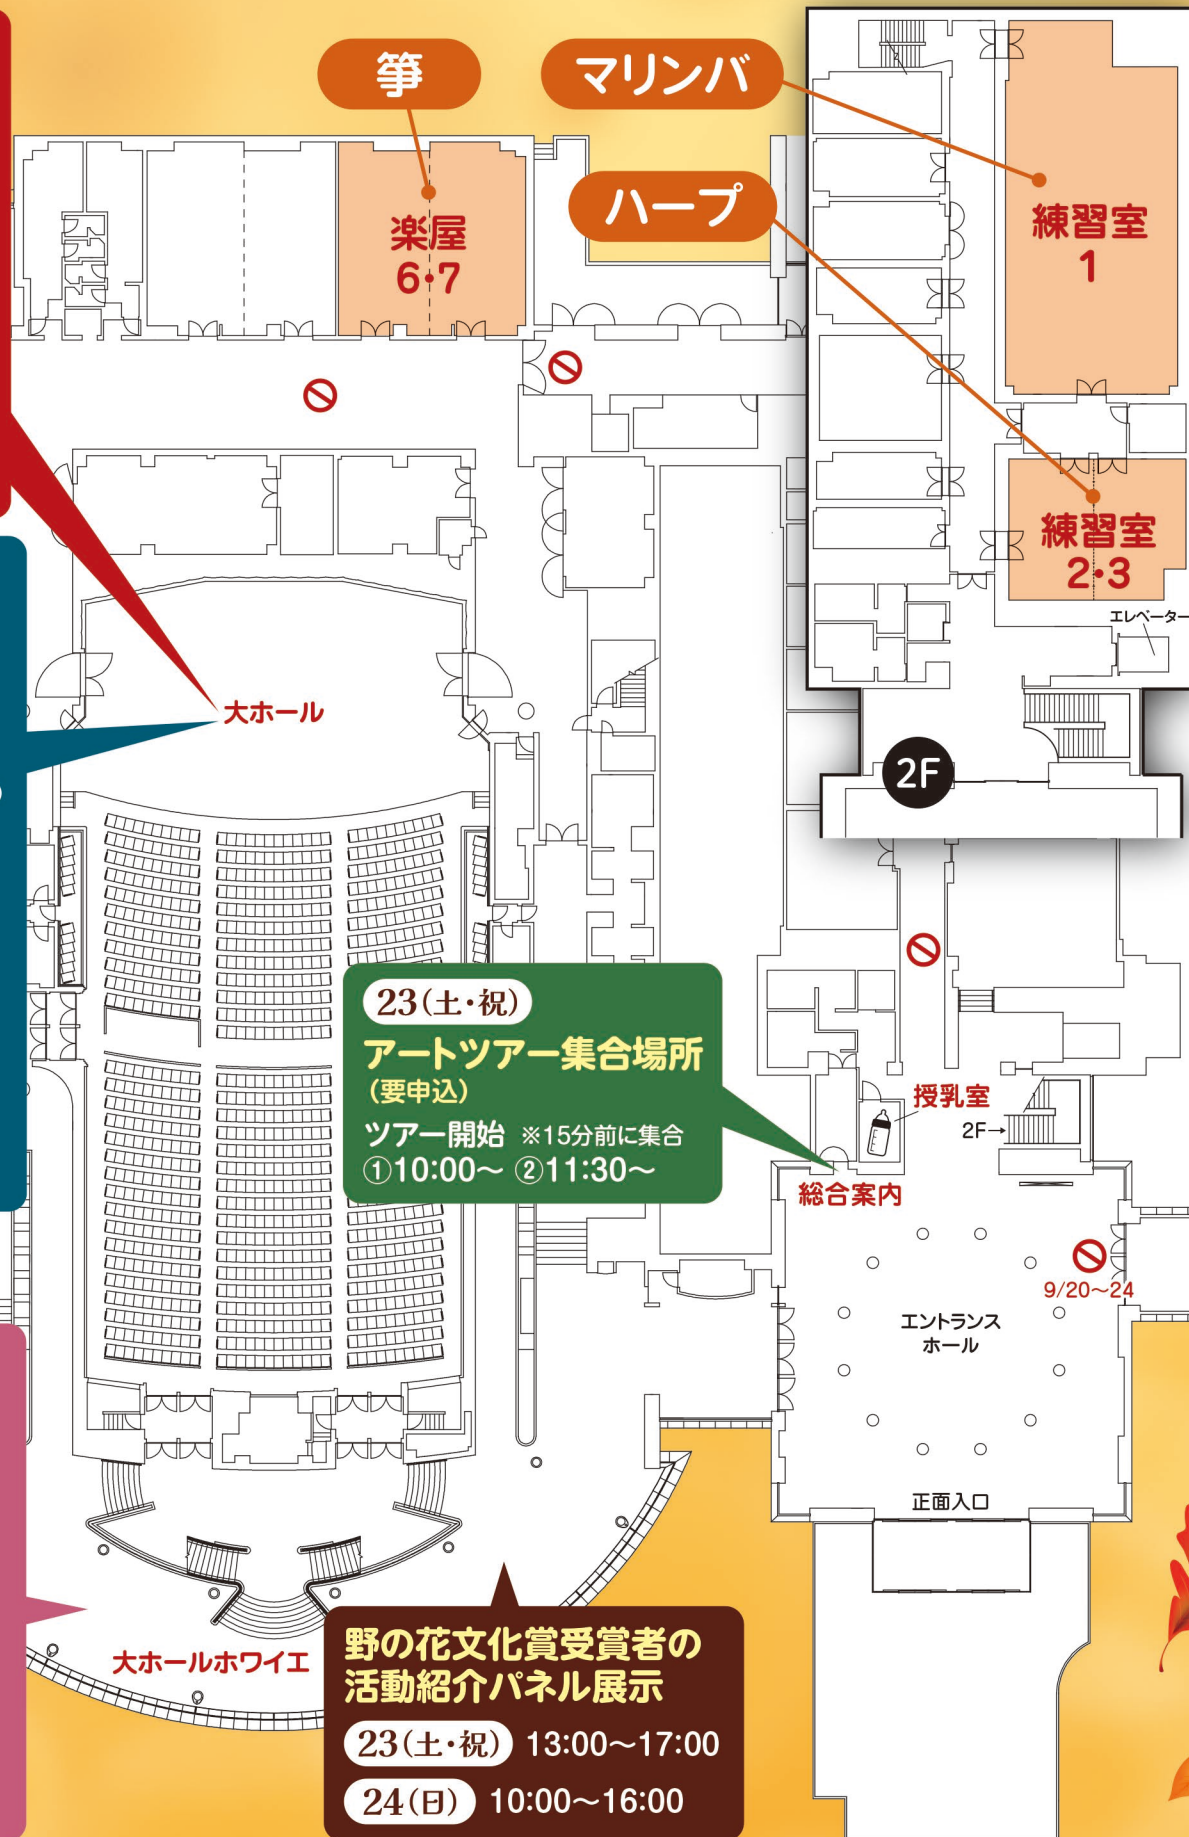 箏
マリンバ
ハープ
楽屋
6・7
練習室
1
練習室
2・3
エレベーター
大ホール
2F
23(土・祝)
アートツアー集合場所
(要申込)
ツアー開始 ※15分前に集合
①10:00〜 ②11:30〜
授乳室
2F→
総合案内
9/20〜24
エントランス
ホール
正面入口
大ホールホワイエ
野の花文化賞受賞者の
活動紹介パネル展示
23(土・祝) 13:00〜17:00
24(日) 10:00〜16:00